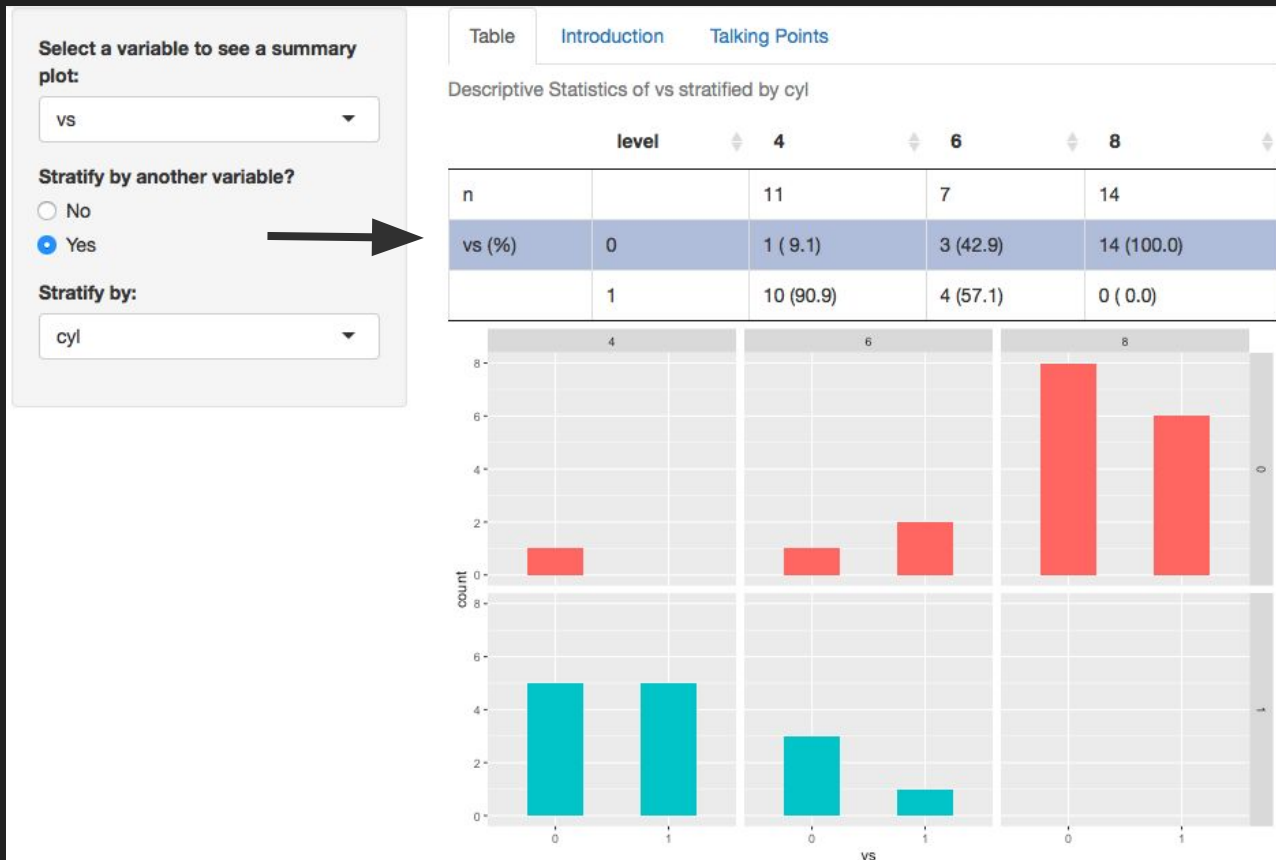 Select a variable to see a summary
plot:
vs
Stratify by another variable?
No
Yes
Stratify by:
cyl
Table Introduction Talking Points
Descriptive Statistics of vs stratified by cyl
level 4 6 8
n 11 7 14
vs (%) 0 1 ( 9.1) 3 (42.9) 14 (100.0)
1 10 (90.9) 4 (57.1) 0 ( 0.0)
4 6 8
8
6
4
2
0
0
count
8
6
4
2
0
1
0 1 0 1 0 1
vs